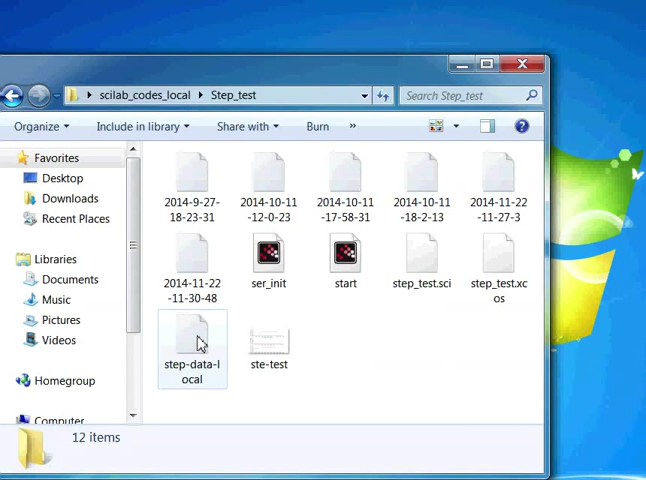 scilab_codes_local
Step_test
Search Step_test
Organize
Include in library
Share with
Burn
»
Favorites
Desktop
Downloads
Recent Places
Libraries
Documents
Music
Pictures
Videos
Homegroup
Computer
2014-9-27-
18-23-31
2014-10-11
-12-0-23
2014-10-11
-17-58-31
2014-10-11
-18-2-13
2014-11-22
-11-27-3
2014-11-22
-11-30-48
ser_init
start
step_test.sci
step_test.xc
os
step-data-l
ocal
ste-test
12 items